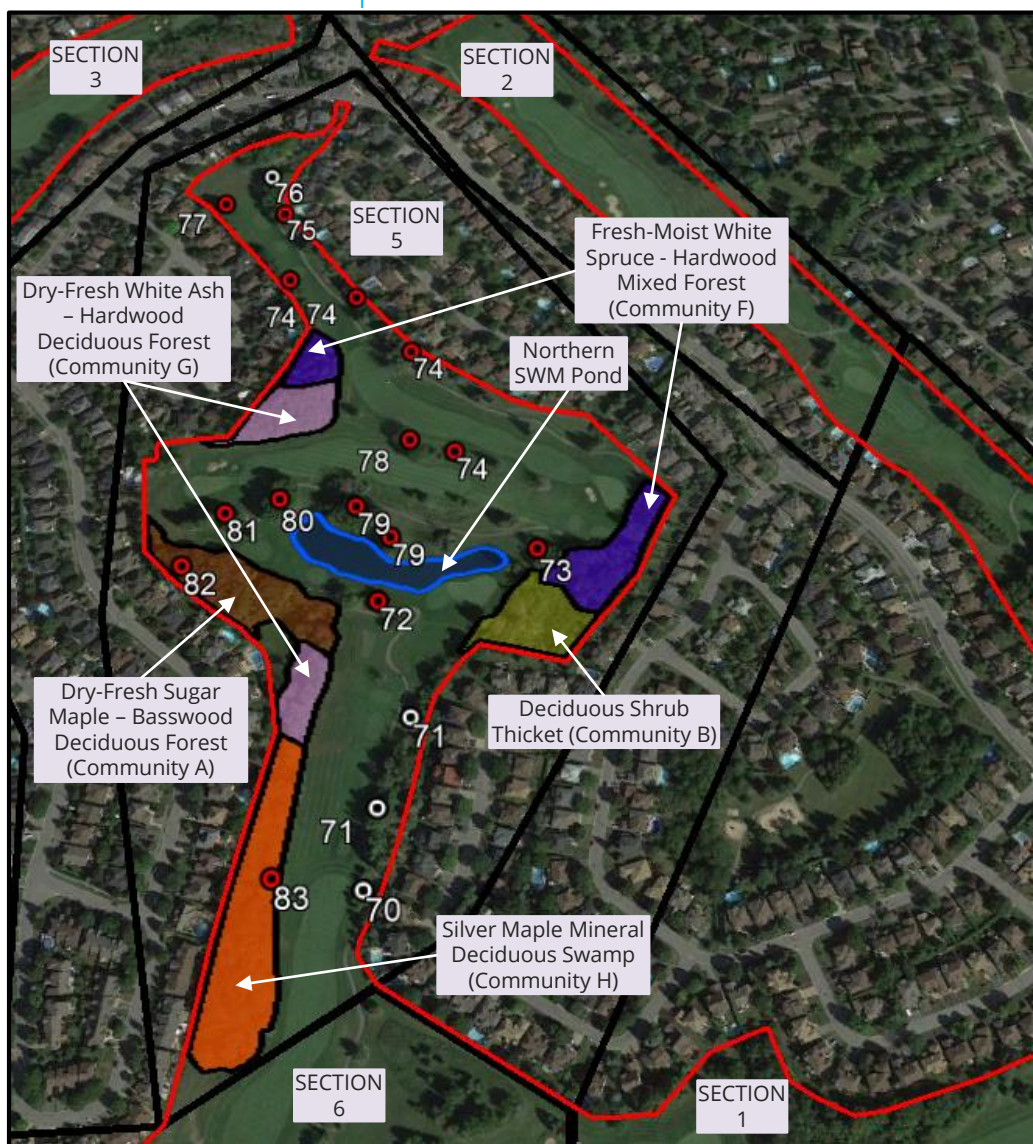 SECTION
3
SECTION
2
76
77
75
SECTION
5
Fresh-Moist White
Spruce - Hardwood
Mixed Forest
(Community F)
Dry-Fresh White Ash
– Hardwood
Deciduous Forest
(Community G)
74
74
74
Northern
SWM Pond
78
74
80
79
81
79
73
82
72
Dry-Fresh Sugar
Maple – Basswood
Deciduous Forest
(Community A)
Deciduous Shrub
Thicket (Community B)
71
71
83
70
Silver Maple Mineral
Deciduous Swamp
(Community H)
SECTION
6
SECTION
1